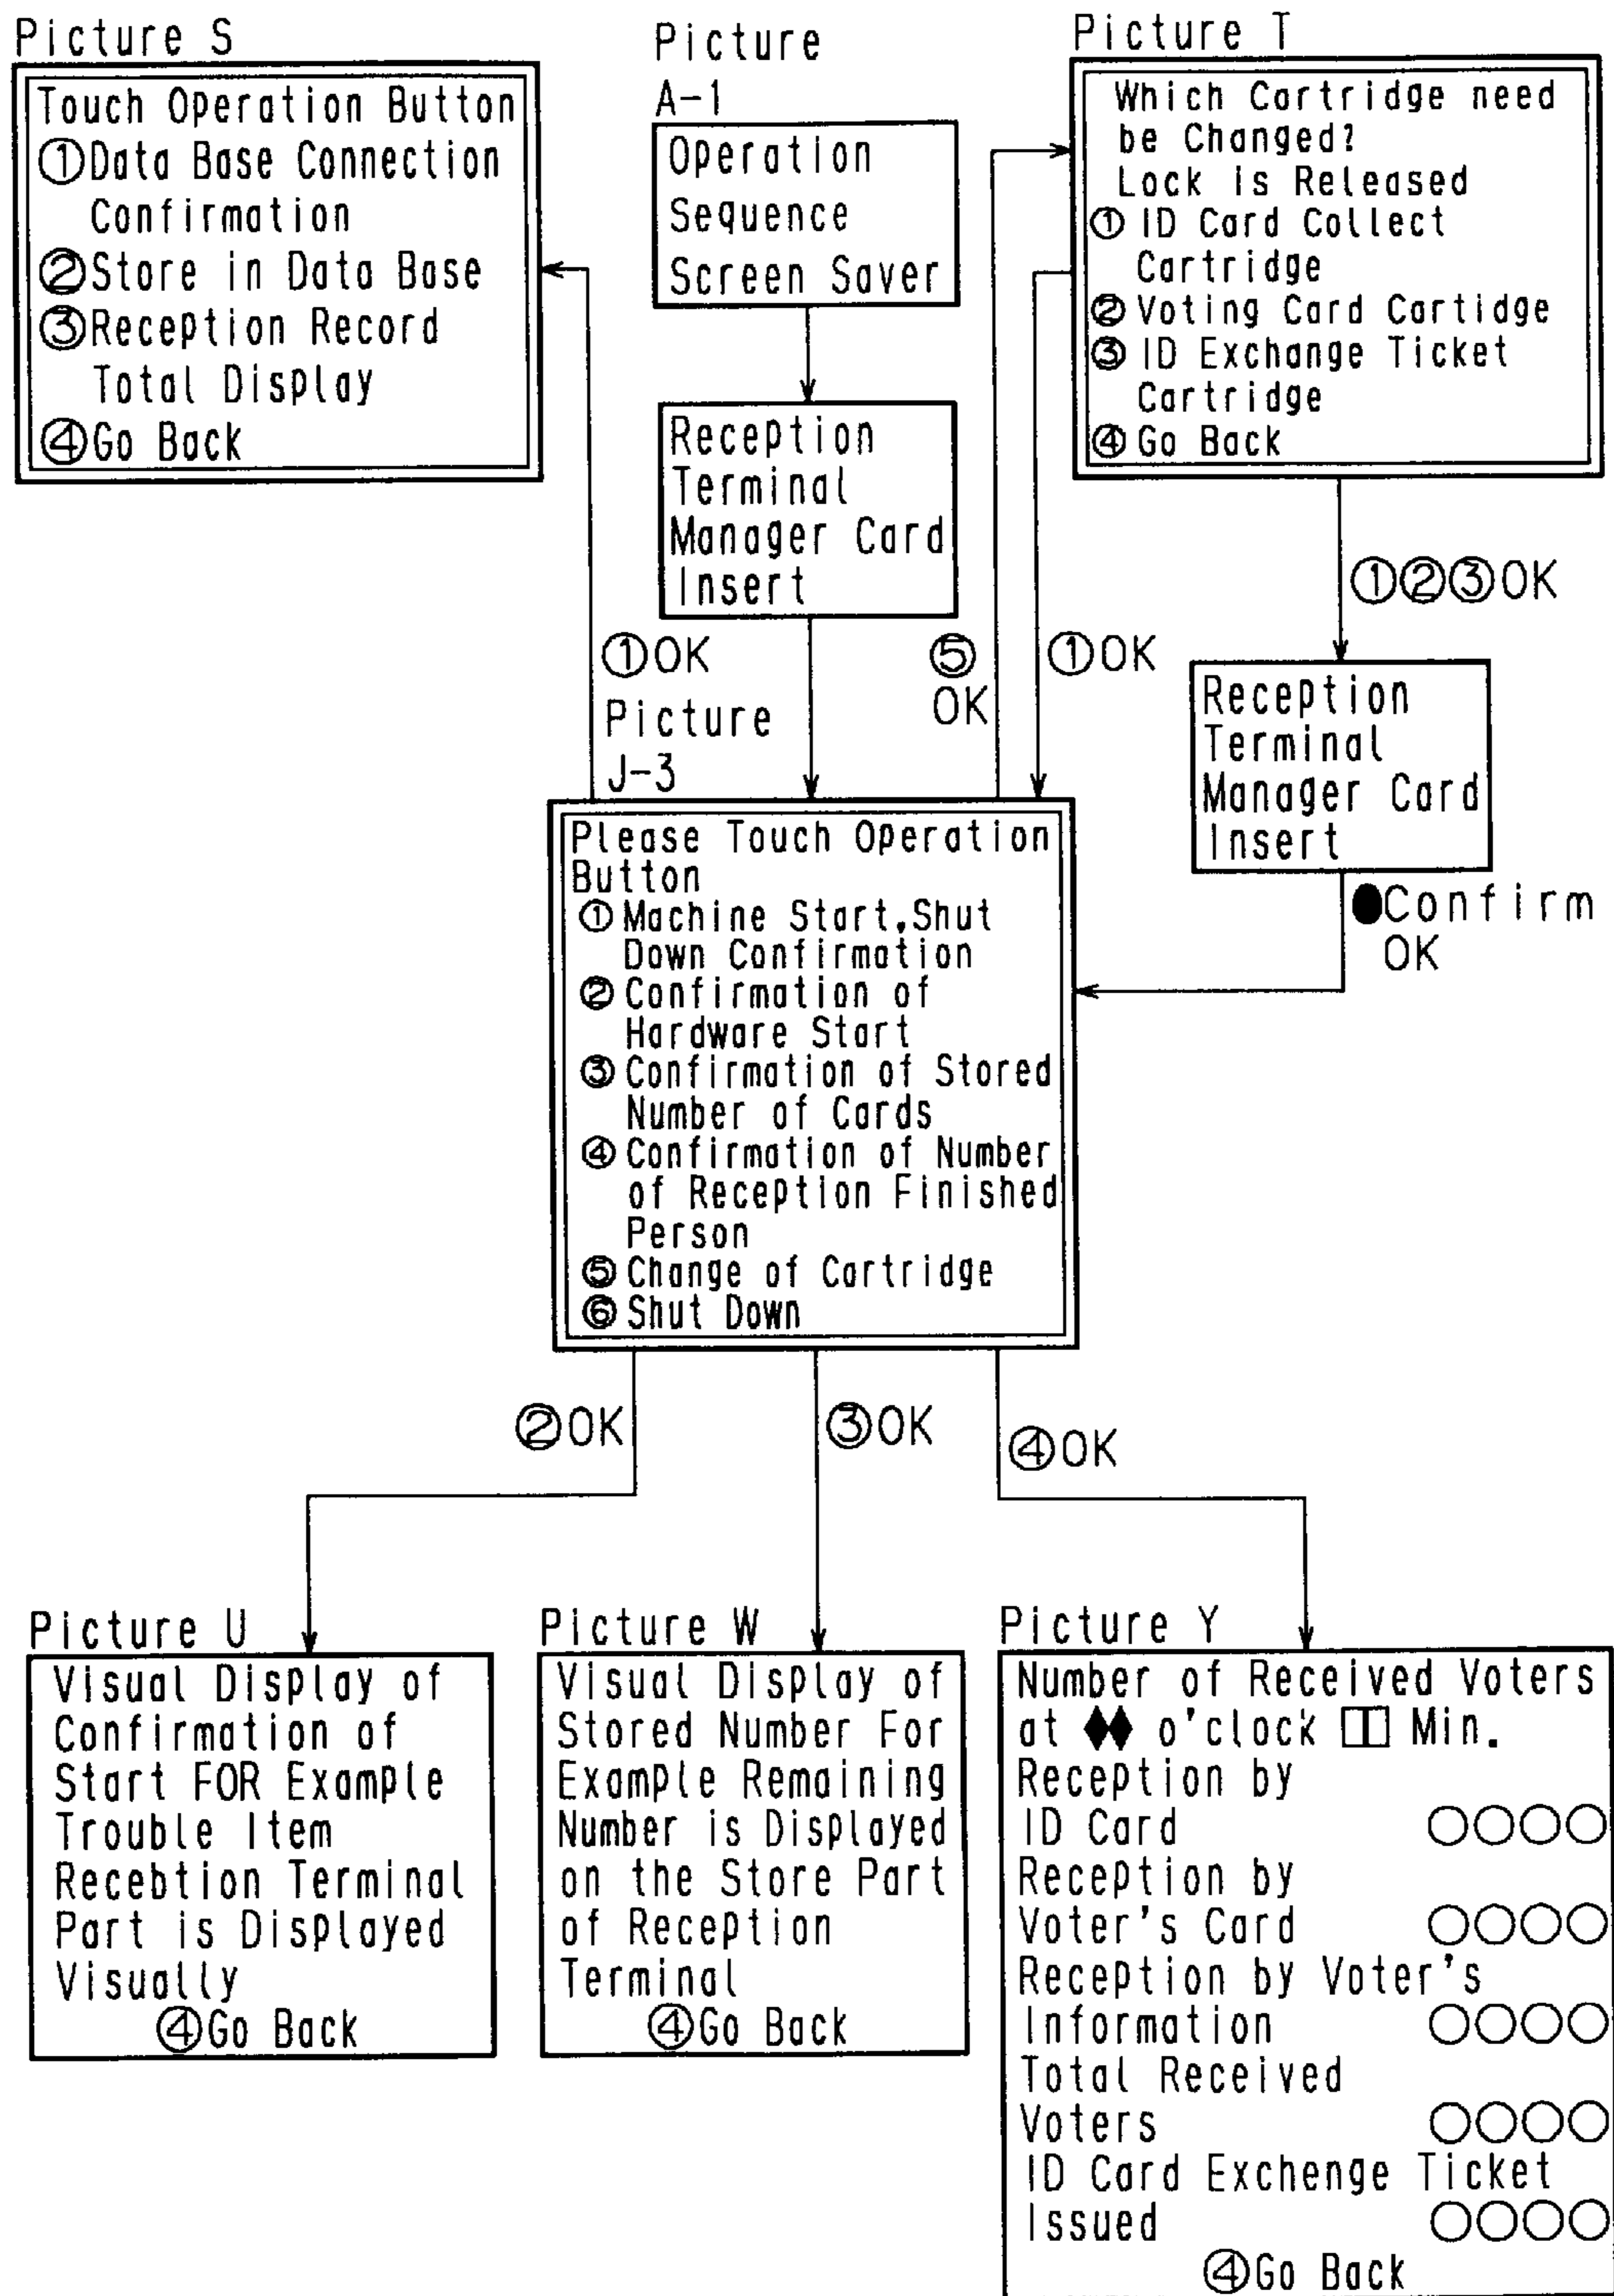 Picture S
Touch Operation Button
①Data Base Connection
Confirmation
②Store in Data Base
③Reception Record
Total Display
④Go Back
Picture
A-1
Operation
Sequence
Screen Saver
Reception
Terminal
Manager Card
Insert
Picture T
Which Cartridge need
be Changed?
Lock is Released
① ID Card Collect
Cartridge
② Voting Card Cartidge
③ ID Exchange Ticket
Cartridge
④ Go Back
①②③OK
①OK
⑤
OK
①OK
Reception
Terminal
Manager Card
Insert
●Confirm
OK
Picture
J-3
Please Touch Operation
Button
① Machine Start,Shut
Down Confirmation
② Confirmation of
Hardware Start
③ Confirmation of Stored
Number of Cards
④ Confirmation of Number
of Reception Finished
Person
⑤ Change of Cartridge
⑥ Shut Down
②OK
③OK
④OK
Picture U
Visual Display of
Confirmation of
Start FOR Example
Trouble Item
Recebtion Terminal
Part is Displayed
Visually
④Go Back
Picture W
Visual Display of
Stored Number For
Example Remaining
Number is Displayed
on the Store Part
of Reception
Terminal
④Go Back
Picture Y
Number of Received Voters
at ♦♦ o'clock □□ Min.
Reception by
ID Card ○○○○
Reception by
Voter's Card ○○○○
Reception by Voter's
Information ○○○○
Total Received
Voters ○○○○
ID Card Exchenge Ticket
Issued ○○○○
④Go Back